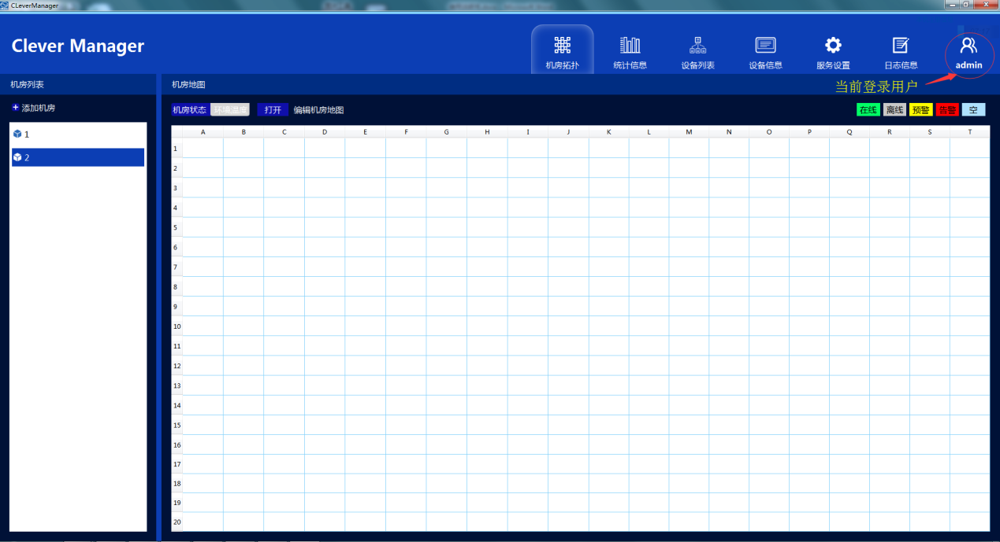 CLeverManager
Clever Manager
机房拓扑
统计信息
设备列表
设备信息
服务设置
日志信息
admin
当前登录用户
机房列表
机房地图
添加机房
机房状态 环境温度 打开 编辑机房地图
在线 离线 预警 告警 空
1
2
A B C D E F G H I J K L M N O P Q R S T
1
2
3
4
5
6
7
8
9
10
11
12
13
14
15
16
17
18
19
20